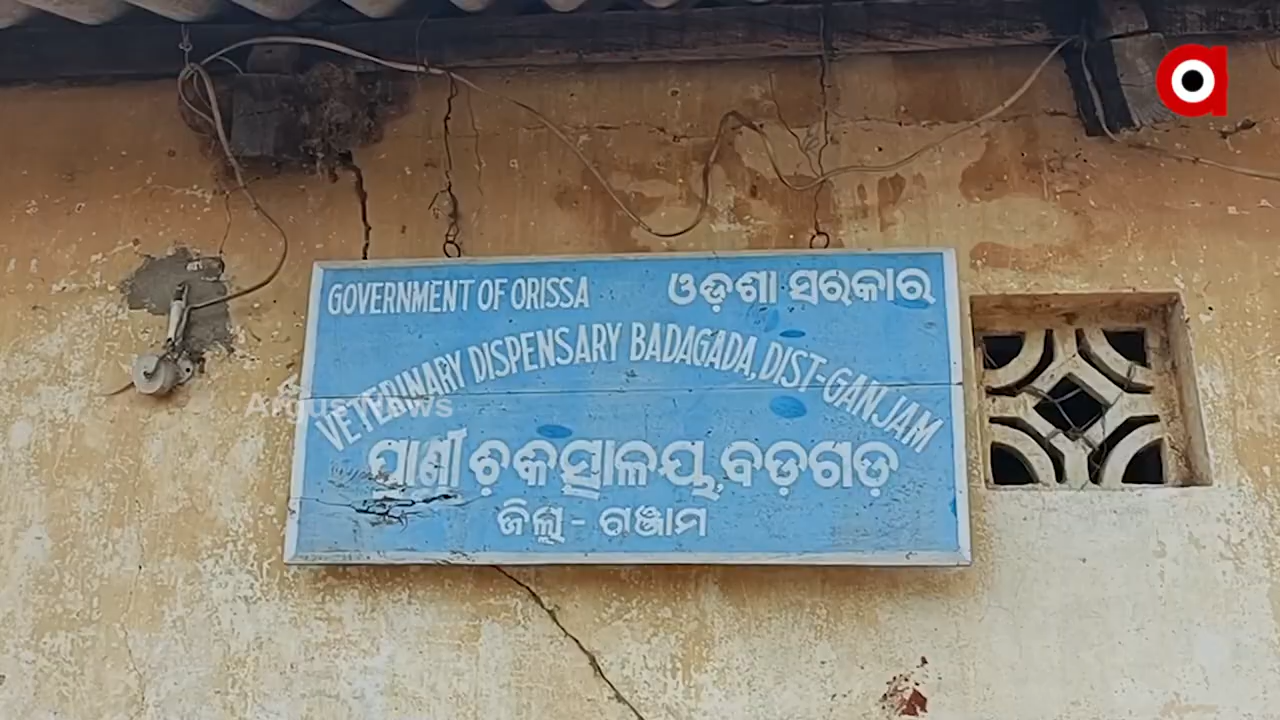 GOVERNMENT OF ORISSA ଓଡ଼ିଶା ସରକାର
VETERINARY DISPENSARY BADAGADA, DIST-GANJAM
ପ୍ରାଣୀ ଚିକିତ୍ସାଳୟ, ବଡ଼ଗଡ଼
ଜିଲ୍ଲା - ଗଞ୍ଜାମ
Argus News